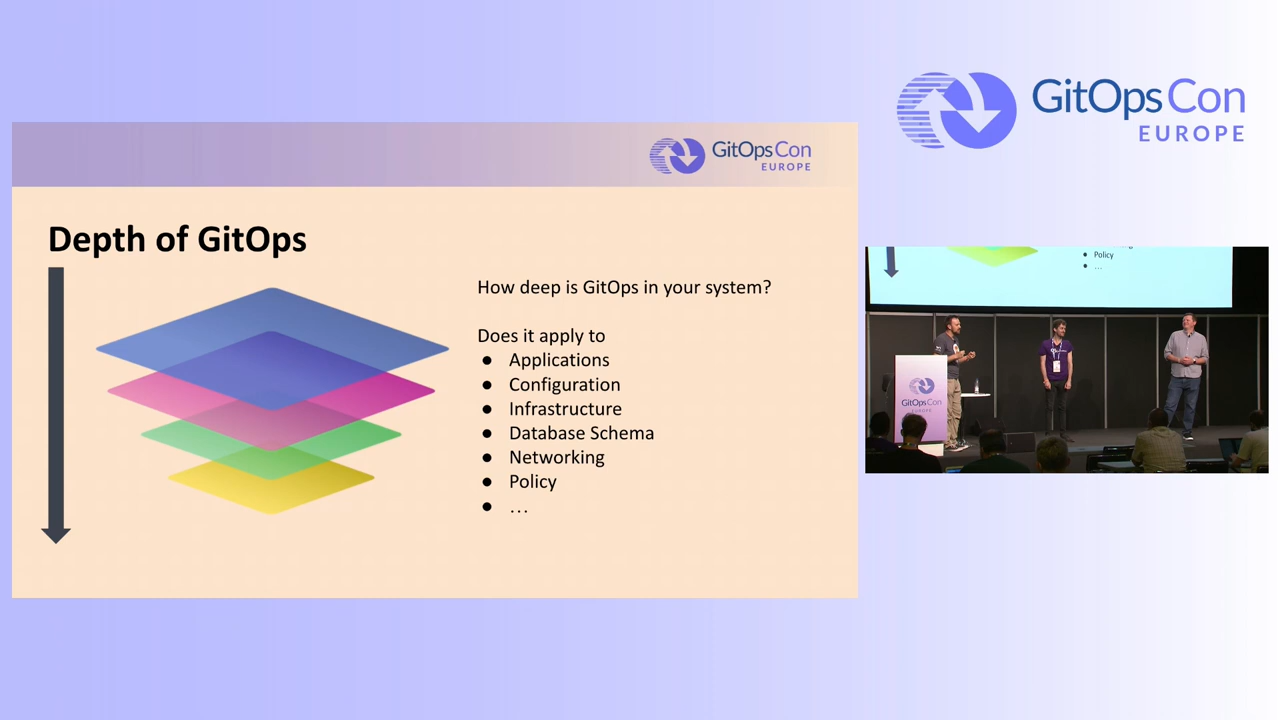 GitOpsCon
EUROPE
GitOpsCon
EUROPE
Depth of GitOps
How deep is GitOps in your system?
Does it apply to
● Applications
● Configuration
● Infrastructure
● Database Schema
● Networking
● Policy
● ...
● Policy
● ...
GitOpsCon
EUROPE